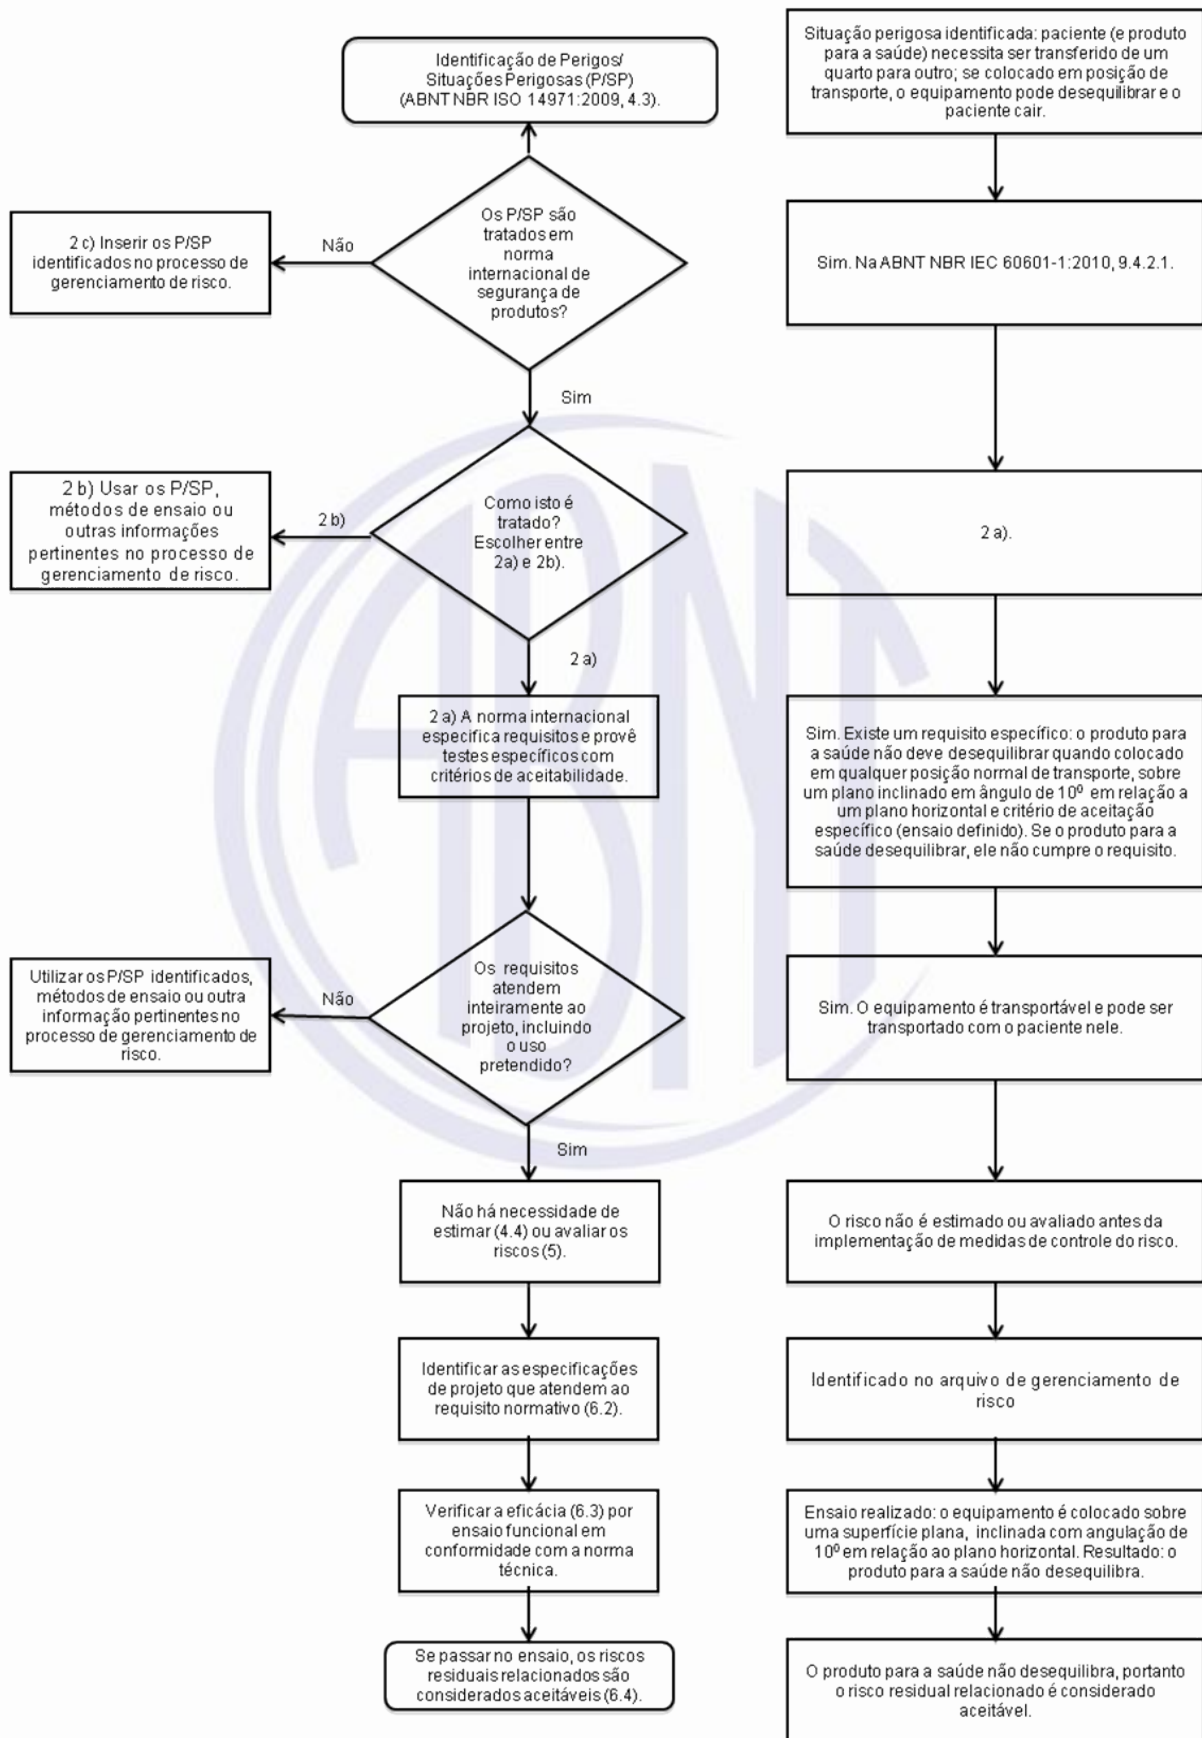 Identificação de Perigos/
Situações Perigosas (P/SP)
(ABNT NBR ISO 14971:2009, 4.3).
Situação perigosa identificada: paciente (e produto
para a saúde) necessita ser transferido de um
quarto para outro; se colocado em posição de
transporte, o equipamento pode desequilibrar e o
paciente cair.
Os P/SP são
tratados em
norma
internacional de
segurança de
produtos?
Não
2 c) Inserir os P/SP
identificados no processo de
gerenciamento de risco.
Sim. Na ABNT NBR IEC 60601-1:2010, 9.4.2.1.
Sim
Como isto é
tratado?
Escolher entre
2a) e 2b).
2 b)
2 b) Usar os P/SP,
métodos de ensaio ou
outras informações
pertinentes no processo de
gerenciamento de risco.
2 a).
2 a)
2 a) A norma internacional
especifica requisitos e provê
testes específicos com
critérios de aceitabilidade.
Sim. Existe um requisito específico: o produto para
a saúde não deve desequilibrar quando colocado
em qualquer posição normal de transporte, sobre
um plano inclinado em ângulo de 10º em relação a
um plano horizontal e critério de aceitação
específico (ensaio definido). Se o produto para a
saúde desequilibrar, ele não cumpre o requisito.
Os requisitos
atendem
inteiramente ao
projeto, incluindo
o uso
pretendido?
Não
Utilizar os P/SP identificados,
métodos de ensaio ou outra
informação pertinentes no
processo de gerenciamento de
risco.
Sim. O equipamento é transportável e pode ser
transportado com o paciente nele.
Sim
Não há necessidade de
estimar (4.4) ou avaliar os
riscos (5).
O risco não é estimado ou avaliado antes da
implementação de medidas de controle do risco.
Identificar as especificações
de projeto que atendem ao
requisito normativo (6.2).
Identificado no arquivo de gerenciamento de
risco
Verificar a eficácia (6.3) por
ensaio funcional em
conformidade com a norma
técnica.
Ensaio realizado: o equipamento é colocado sobre
uma superfície plana, inclinada com angulação de
10º em relação ao plano horizontal. Resultado: o
produto para a saúde não desequilibra.
Se passar no ensaio, os riscos
residuais relacionados são
considerados aceitáveis (6.4).
O produto para a saúde não desequilibra, portanto
o risco residual relacionado é considerado
aceitável.
ABNT